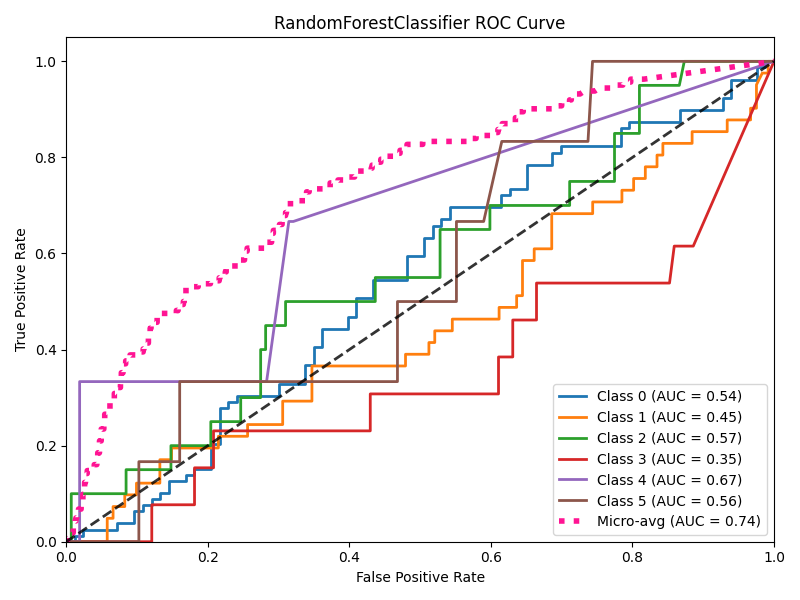 RandomForestClassifier ROC Curve
True Positive Rate
1.0
0.8
0.6
0.4
0.2
0.0
0.0
0.2
0.4
0.6
0.8
1.0
False Positive Rate
Class 0 (AUC = 0.54)
Class 1 (AUC = 0.45)
Class 2 (AUC = 0.57)
Class 3 (AUC = 0.35)
Class 4 (AUC = 0.67)
Class 5 (AUC = 0.56)
Micro-avg (AUC = 0.74)